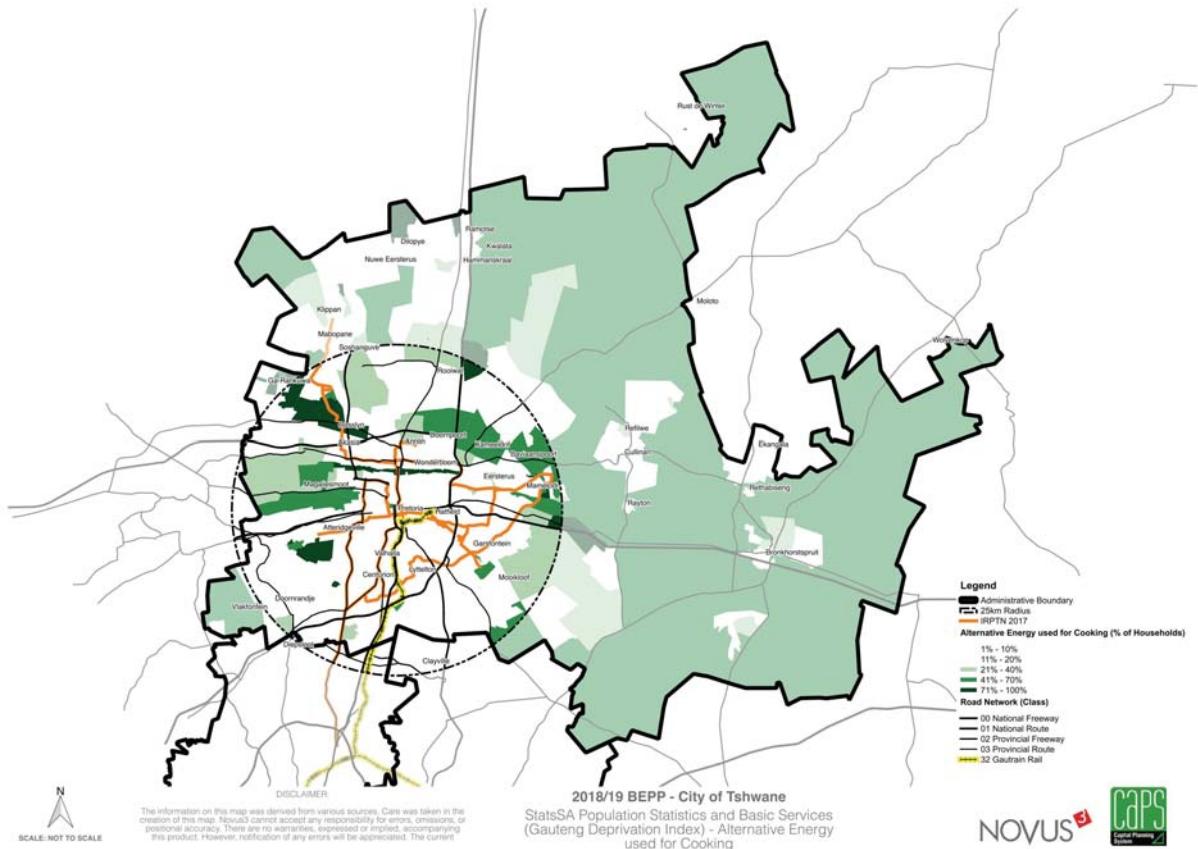 Rust de Winter
Ramotse
Dilopye
Kwalata
Nuwe Eersterus
Hammanskraal
Moloto
Klippan
Mabopane
Soshanguve
Rooiwal
Ga-Rankuwa
Rosslyn
Akasia
Annlin
Doornpoort
Kameeldrif
Wonderboom
Refilwe
Cullinan
Ekangala
Eersterus
Mamelodi
Rethabiseng
Rayton
Pretoria
Hatfield
Atteridgeville
Garsfontein
Bronkhorstspruit
Valhalla
Centurion
Lyttelton
Mooikloof
Doornrandje
Vlakfontein
Diepsloot
Clayville
Legend
Administrative Boundary
25km Radius
IRPTN 2017
Alternative Energy used for Cooking (% of Households)
1% - 10%
11% - 20%
21% - 40%
41% - 70%
71% - 100%
Road Network (Class)
00 National Freeway
01 National Route
02 Provincial Freeway
03 Provincial Route
32 Gautrain Rail
N
SCALE: NOT TO SCALE
DISCLAIMER:
The information on this map was derived from various sources. Care was taken in the
creation of this map. Novus3 cannot accept any responsibility for errors, omissions, or
positional accuracy. There are no warranties, expressed or implied, accompanying
this product. However, notification of any errors will be appreciated. The current
2018/19 BEPP - City of Tshwane
StatsSA Population Statistics and Basic Services
(Gauteng Deprivation Index) - Alternative Energy
used for Cooking
NOVUS3
CaPS
Capital Planning
System